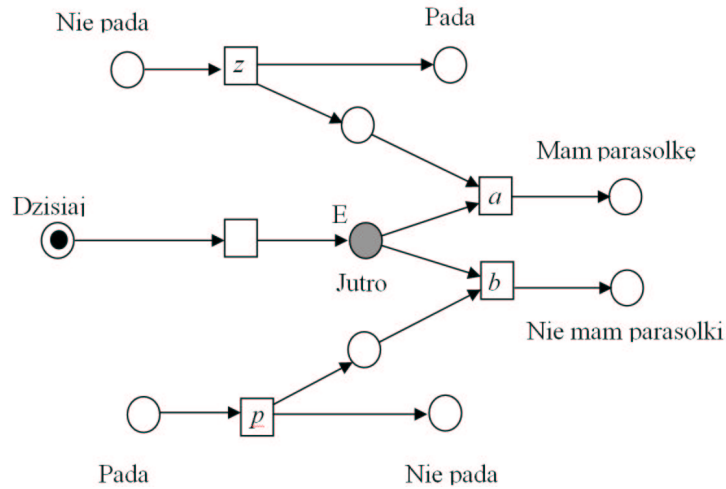 Nie pada
Pada
z
Mam parasolkę
a
Dzisiaj
E
Jutro
b
Nie mam parasolki
p
Pada
Nie pada